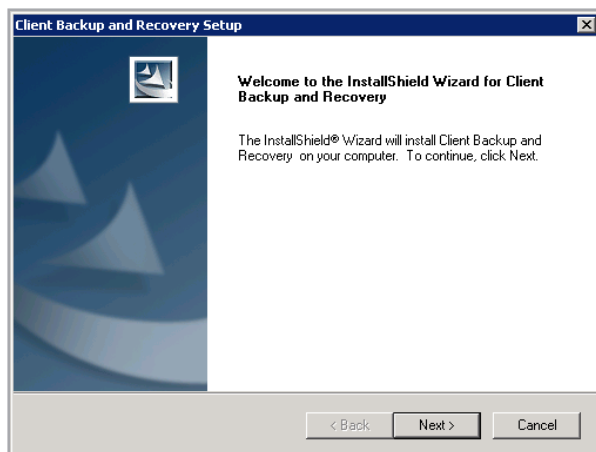 Client Backup and Recovery Setup
Welcome to the InstallShield Wizard for Client
Backup and Recovery
The InstallShield® Wizard will install Client Backup and
Recovery on your computer. To continue, click Next.
< Back
Next >
Cancel